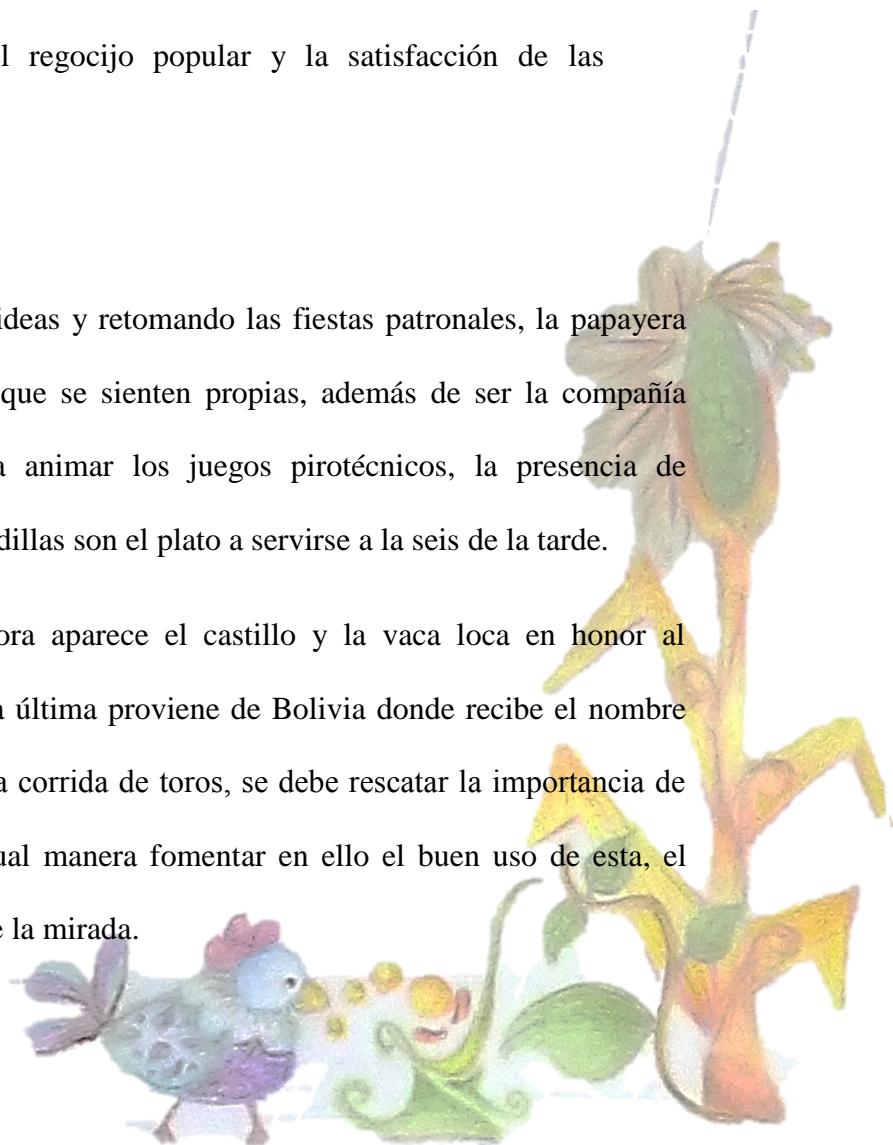 regocijo popular y la satisfacción de las
ideas y retomando las fiestas patronales, la papayera
que se sienten propias, además de ser la compañía
animar los juegos pirotécnicos, la presencia de
son el plato a servirse a la seis de la tarde.
aparece el castillo y la vaca loca en honor al
última proviene de Bolivia donde recibe el nombre
corrida de toros, se debe rescatar la importancia de
manera fomentar en ello el buen uso de esta, el
la mirada.